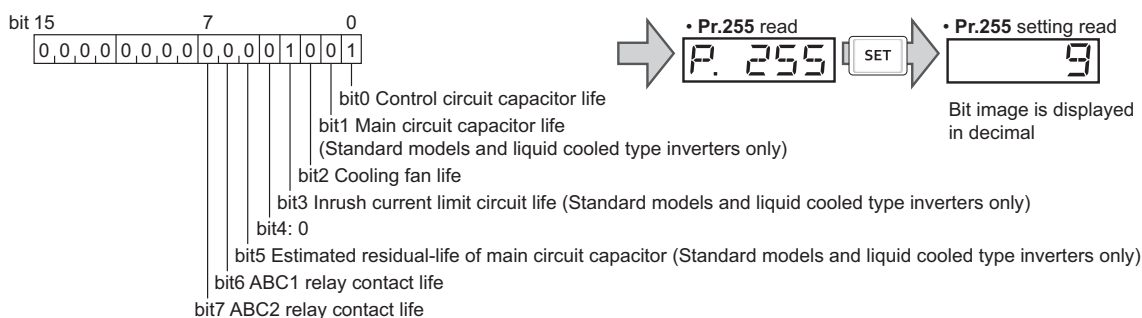 bit 15 7 0
0 0 0 0 0 0 0 0 0 0 0 0 1 0 0 1
bit0 Control circuit capacitor life
bit1 Main circuit capacitor life
(Standard models and liquid cooled type inverters only)
bit2 Cooling fan life
bit3 Inrush current limit circuit life (Standard models and liquid cooled type inverters only)
bit4: 0
bit5 Estimated residual-life of main circuit capacitor (Standard models and liquid cooled type inverters only)
bit6 ABC1 relay contact life
bit7 ABC2 relay contact life
• Pr.255 read
P. 255
SET
• Pr.255 setting read
9
Bit image is displayed
in decimal